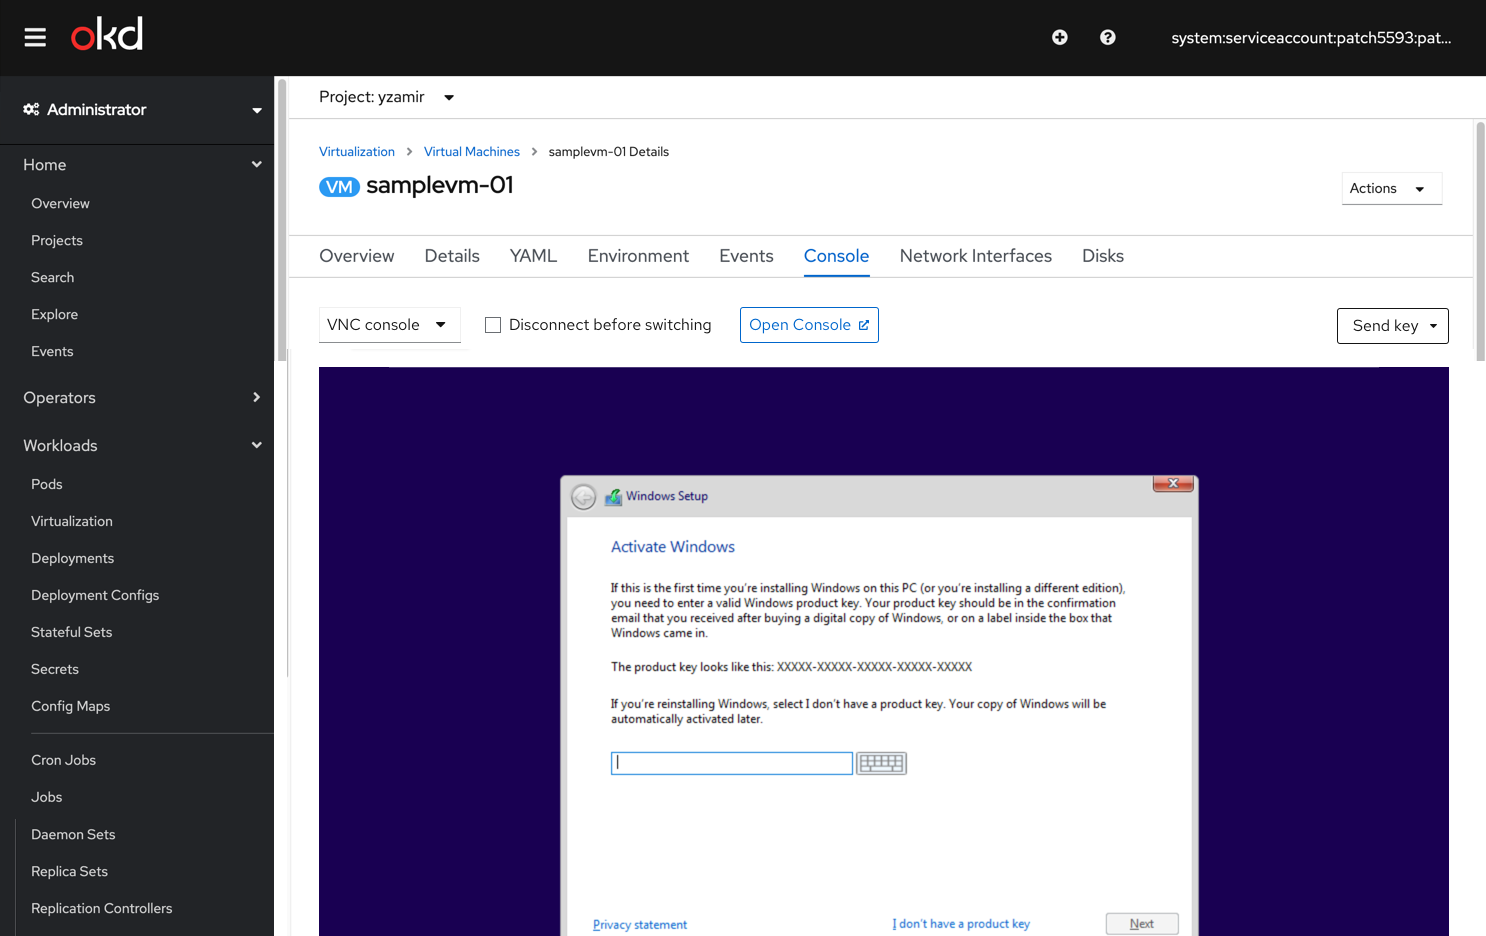 okd
system:serviceaccount:patch5593:pat...
Administrator
Home
Overview
Projects
Search
Explore
Events
Operators
Workloads
Pods
Virtualization
Deployments
Deployment Configs
Stateful Sets
Secrets
Config Maps
Cron Jobs
Jobs
Daemon Sets
Replica Sets
Replication Controllers
Project: yzamir
Virtualization > Virtual Machines > samplevm-01 Details
VM samplevm-01
Actions
Overview Details YAML Environment Events Console Network Interfaces Disks
VNC console Disconnect before switching Open Console Send key
Windows Setup
Activate Windows
If this is the first time you're installing Windows on this PC (or you're installing a different edition),
you need to enter a valid Windows product key. Your product key should be in the confirmation
email that you received after buying a digital copy of Windows, or on a label inside the box that
Windows came in.
The product key looks like this: XXXXX-XXXXX-XXXXX-XXXXX-XXXXX
If you're reinstalling Windows, select I don't have a product key. Your copy of Windows will be
automatically activated later.
Privacy statement I don't have a product key Next